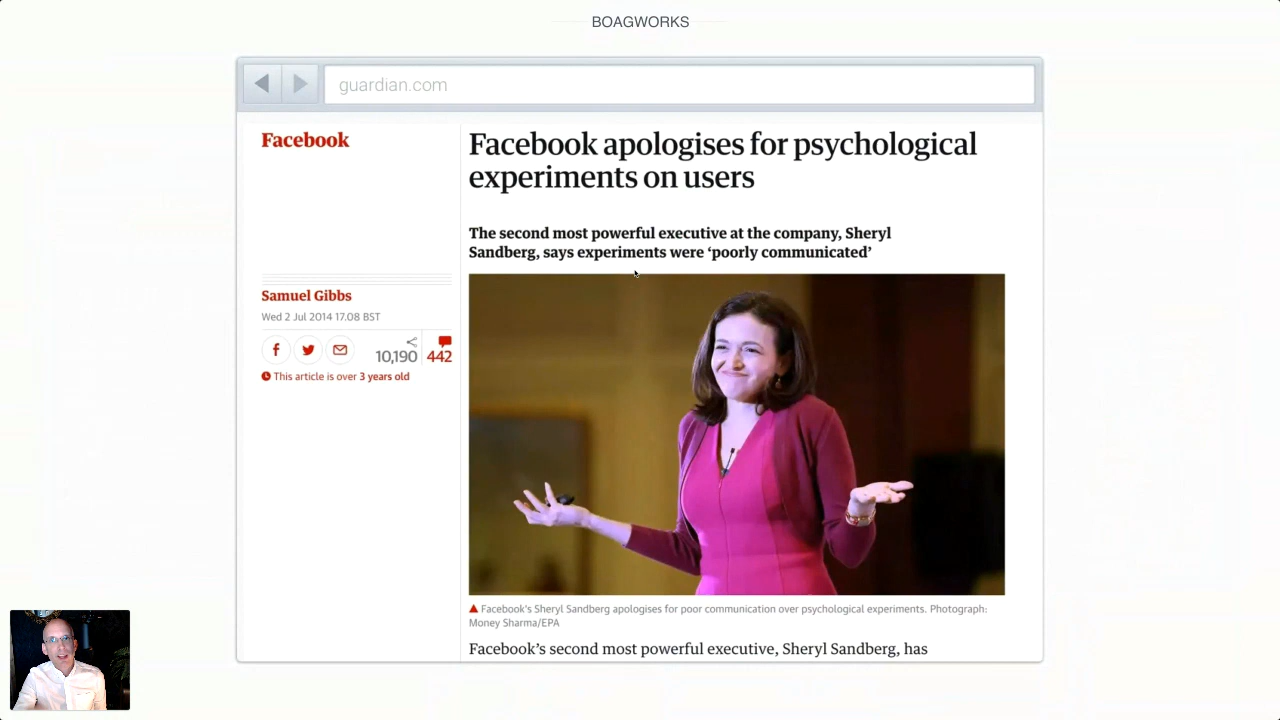 BOAGWORKS
guardian.com
Facebook
Facebook apologises for psychological
experiments on users
The second most powerful executive at the company, Sheryl
Sandberg, says experiments were ‘poorly communicated’
Samuel Gibbs
Wed 2 Jul 2014 17.08 BST
10,190 442
This article is over 3 years old
Facebook's Sheryl Sandberg apologises for poor communication over psychological experiments. Photograph:
Money Sharma/EPA
Facebook’s second most powerful executive, Sheryl Sandberg, has